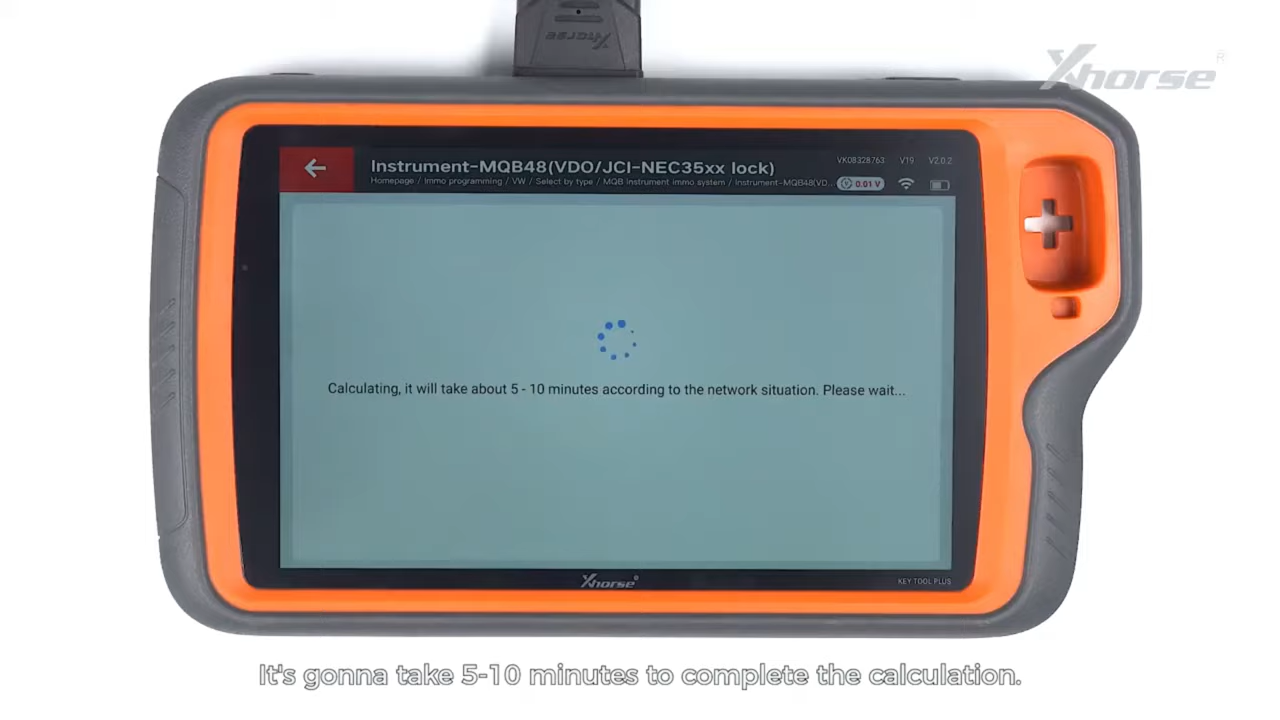 Xhorse
Xhorse®
Instrument-MQB48(VDO/JCI-NEC35xx lock)
VK08328763 V19 V2.0.2
Homepage / Immo programming / VW / Select by type / MQB Instrument immo system / Instrument-MQB48(VD...
0.01 V
Calculating, it will take about 5 - 10 minutes according to the network situation. Please wait...
Xhorse®
KEY TOOL PLUS
It's gonna take 5-10 minutes to complete the calculation.